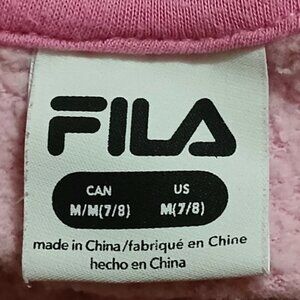 FILA
CAN US
M/M(7/8) M(7/8)
made in China/fabriqué en Chine
hecho en China